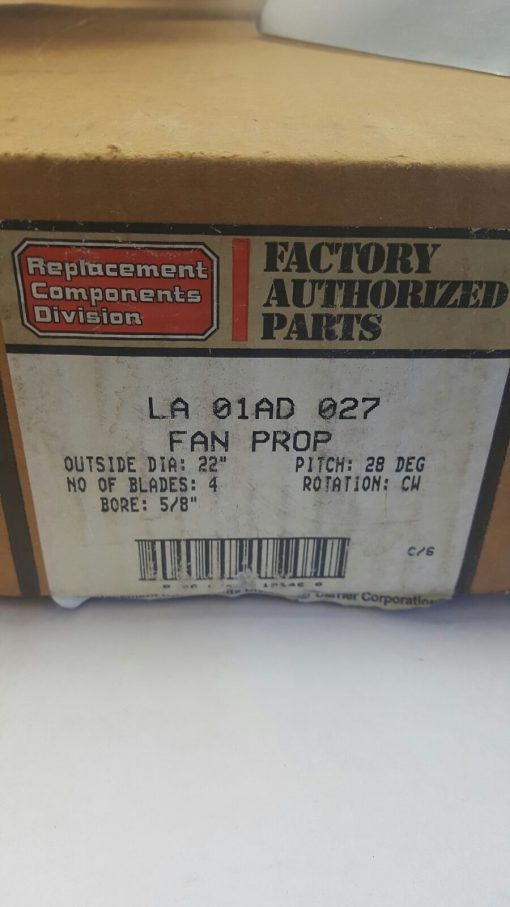 Replacement
Components
Division
FACTORY
AUTHORIZED
PARTS
LA 01AD 027
FAN PROP
OUTSIDE DIA: 22" PITCH: 28 DEG
NO OF BLADES: 4 ROTATION: CW
BORE: 5/8"
C/6
Carrier Corporation